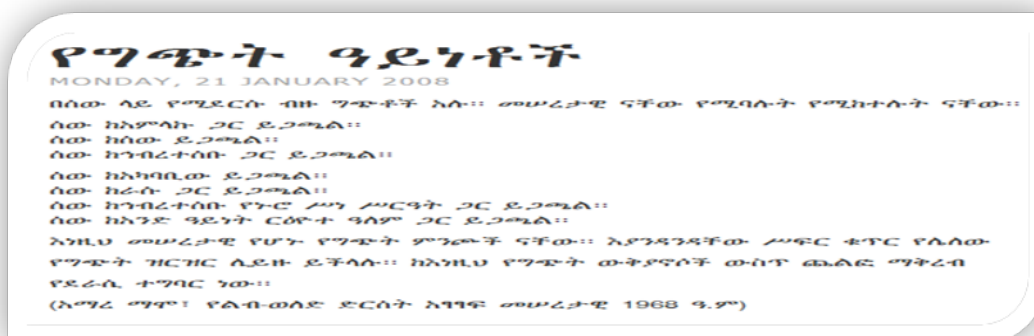 የግጭት ዓይነቶች
MONDAY, 21 JANUARY 2008
በሰው ላይ የሚደርሱ ብዙ ግጭቶች አሉ። መሠረታዊ ናቸው የሚባሉት የሚከተሉት ናቸው።
ሰው ከአምላኩ ጋር ይጋጫል።
ሰው ከሰው ይጋጫል።
ሰው ከኅብረተሰቡ ጋር ይጋጫል።
ሰው ከአካባቢው ይጋጫል።
ሰው ከራሱ ጋር ይጋጫል።
ሰው ከኅብረተሰቡ የኑሮ ሥነ ሥርዓት ጋር ይጋጫል።
ሰው ከአንድ ዓይነት ርዕዮተ ዓለም ጋር ይጋጫል።
እነዚህ መሠረታዊ የሆኑ የግጭት ምንጮች ናቸው። እያንዳንዳቸው ሥፍር ቁጥር የሌለው
የግጭት ዝርዝር ሊይዙ ይችላሉ። ከእነዚህ የግጭት ውቅያኖሶች ውስጥ ጨልፎ ማቅረብ
የደራሲ ተግባር ነው።
(አማረ ማሞ፣ የልብ-ወለድ ድርሰት አጻጻፍ መሠረታዊ 1968 ዓ.ም)